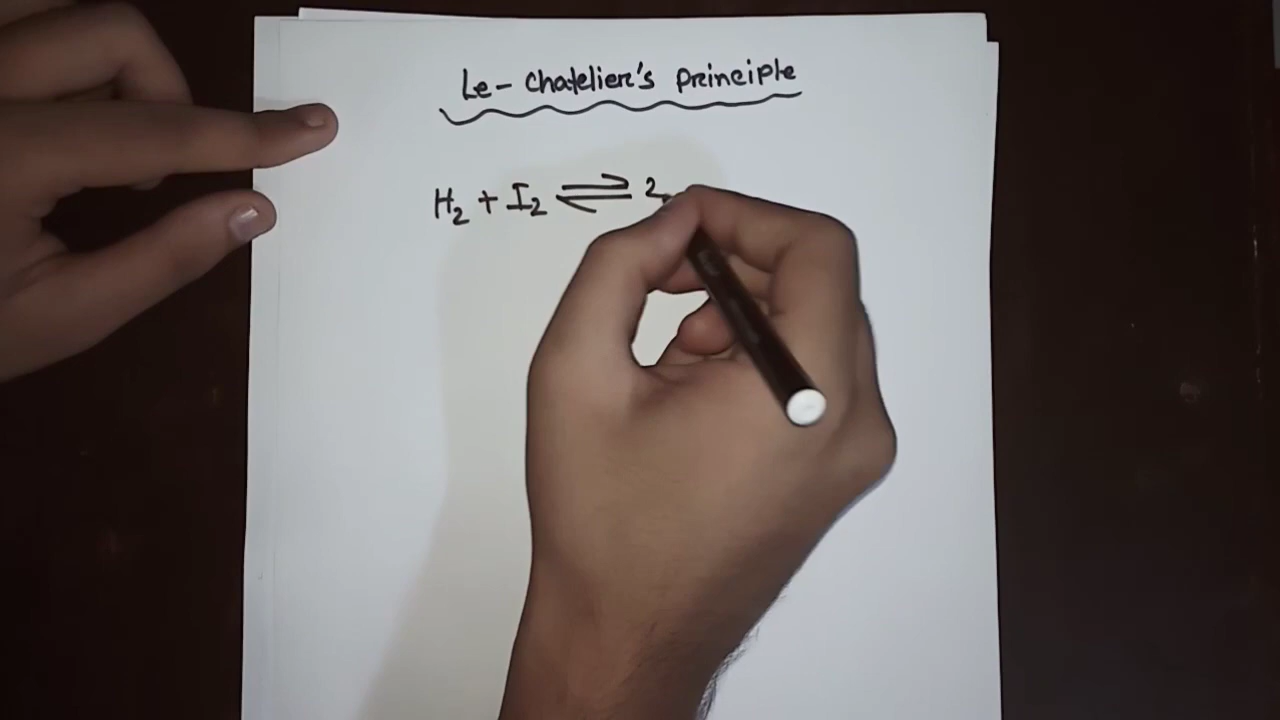 Le-Chatelier's Principle
H₂ + I₂ ⇌ 2